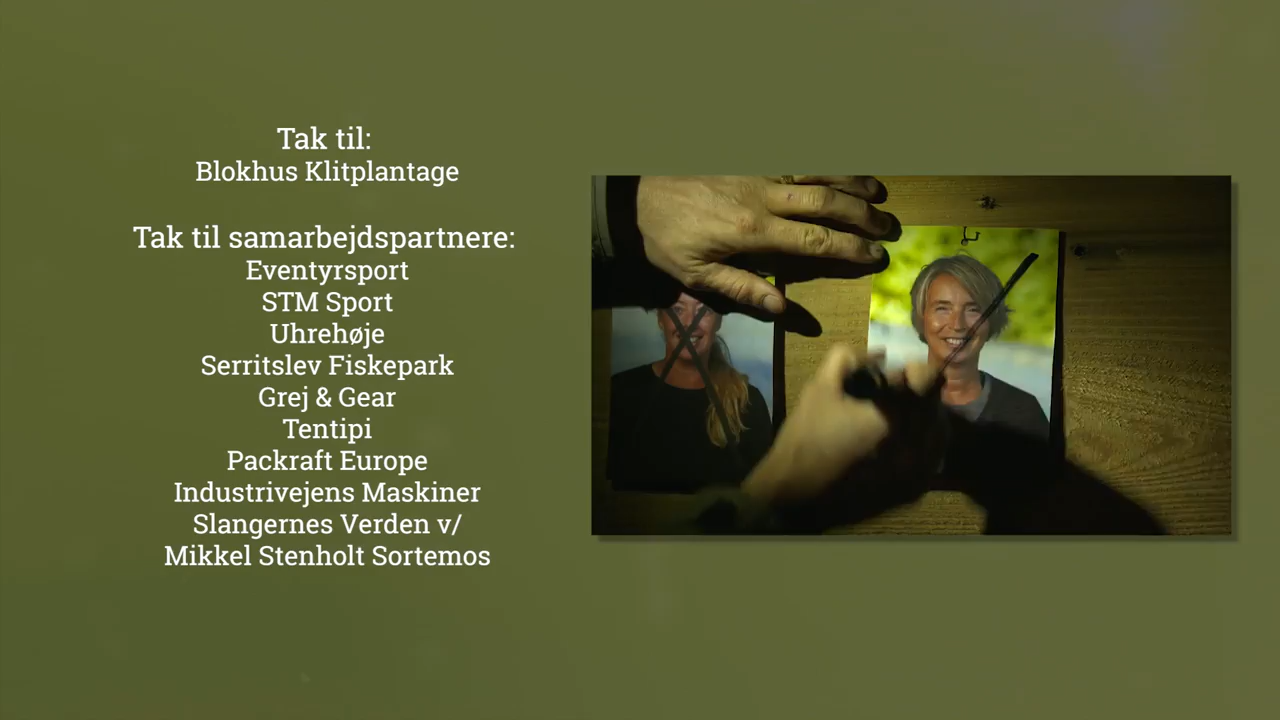 Tak til:
Blokhus Klitplantage
Tak til samarbejdspartnere:
Eventyrsport
STM Sport
Uhrehøje
Serritslev Fiskepark
Grej & Gear
Tentipi
Packraft Europe
Industrivejens Maskiner
Slangernes Verden v/
Mikkel Stenholt Sortemos